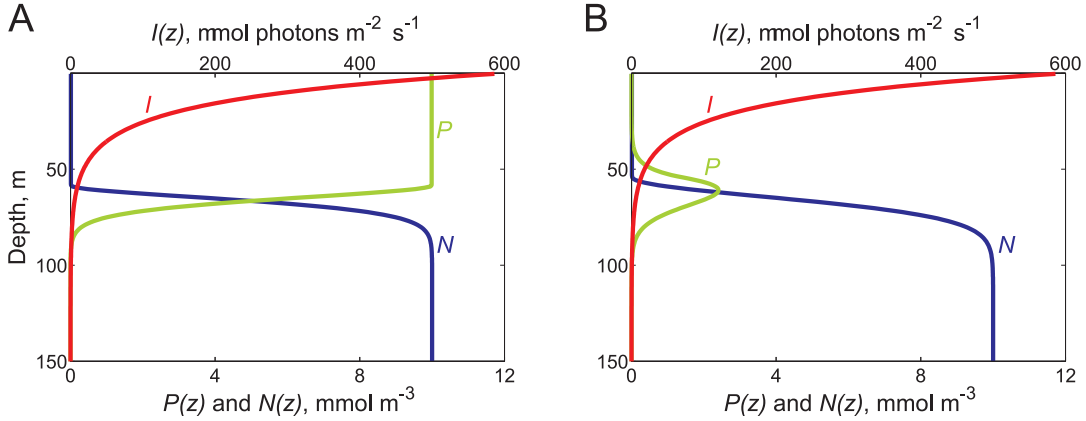 A
I(z), mmol photons m⁻² s⁻¹
0 200 400 600
I
P
N
50
100
150
Depth, m
0 4 8 12
P(z) and N(z), mmol m⁻³
B
I(z), mmol photons m⁻² s⁻¹
0 200 400 600
I
P
N
50
100
150
0 4 8 12
P(z) and N(z), mmol m⁻³